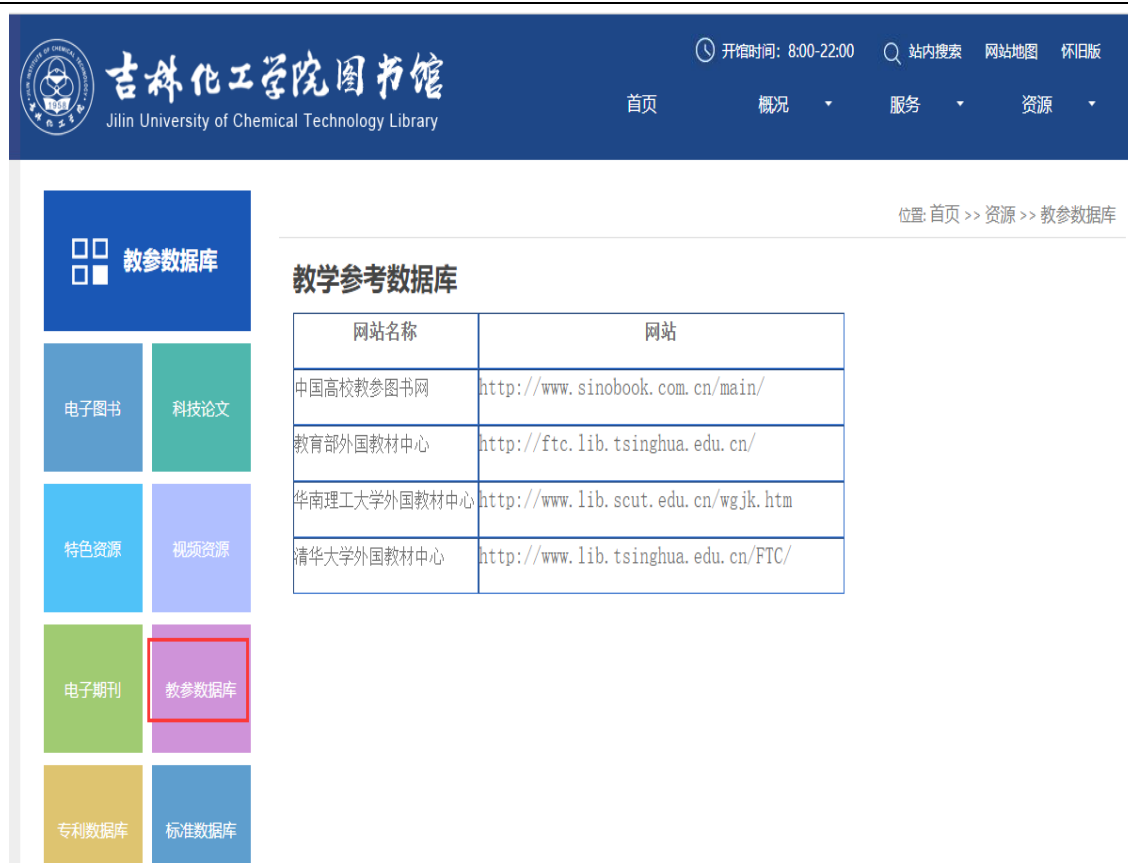 吉林化工学院图书馆
Jilin University of Chemical Technology Library
开馆时间：8:00-22:00 站内搜索 网站地图 怀旧版
首页 概况 服务 资源
1958
位置: 首页 >> 资源 >> 教参数据库
教参数据库
电子图书 科技论文
特色资源 视频资源
电子期刊 教参数据库
专利数据库 标准数据库
教学参考数据库
网站名称 网站
中国高校教参图书网 http://www.sinobook.com.cn/main/
教育部外国教材中心 http://ftc.lib.tsinghua.edu.cn/
华南理工大学外国教材中心 http://www.lib.scut.edu.cn/wgjk.htm
清华大学外国教材中心 http://www.lib.tsinghua.edu.cn/FTC/